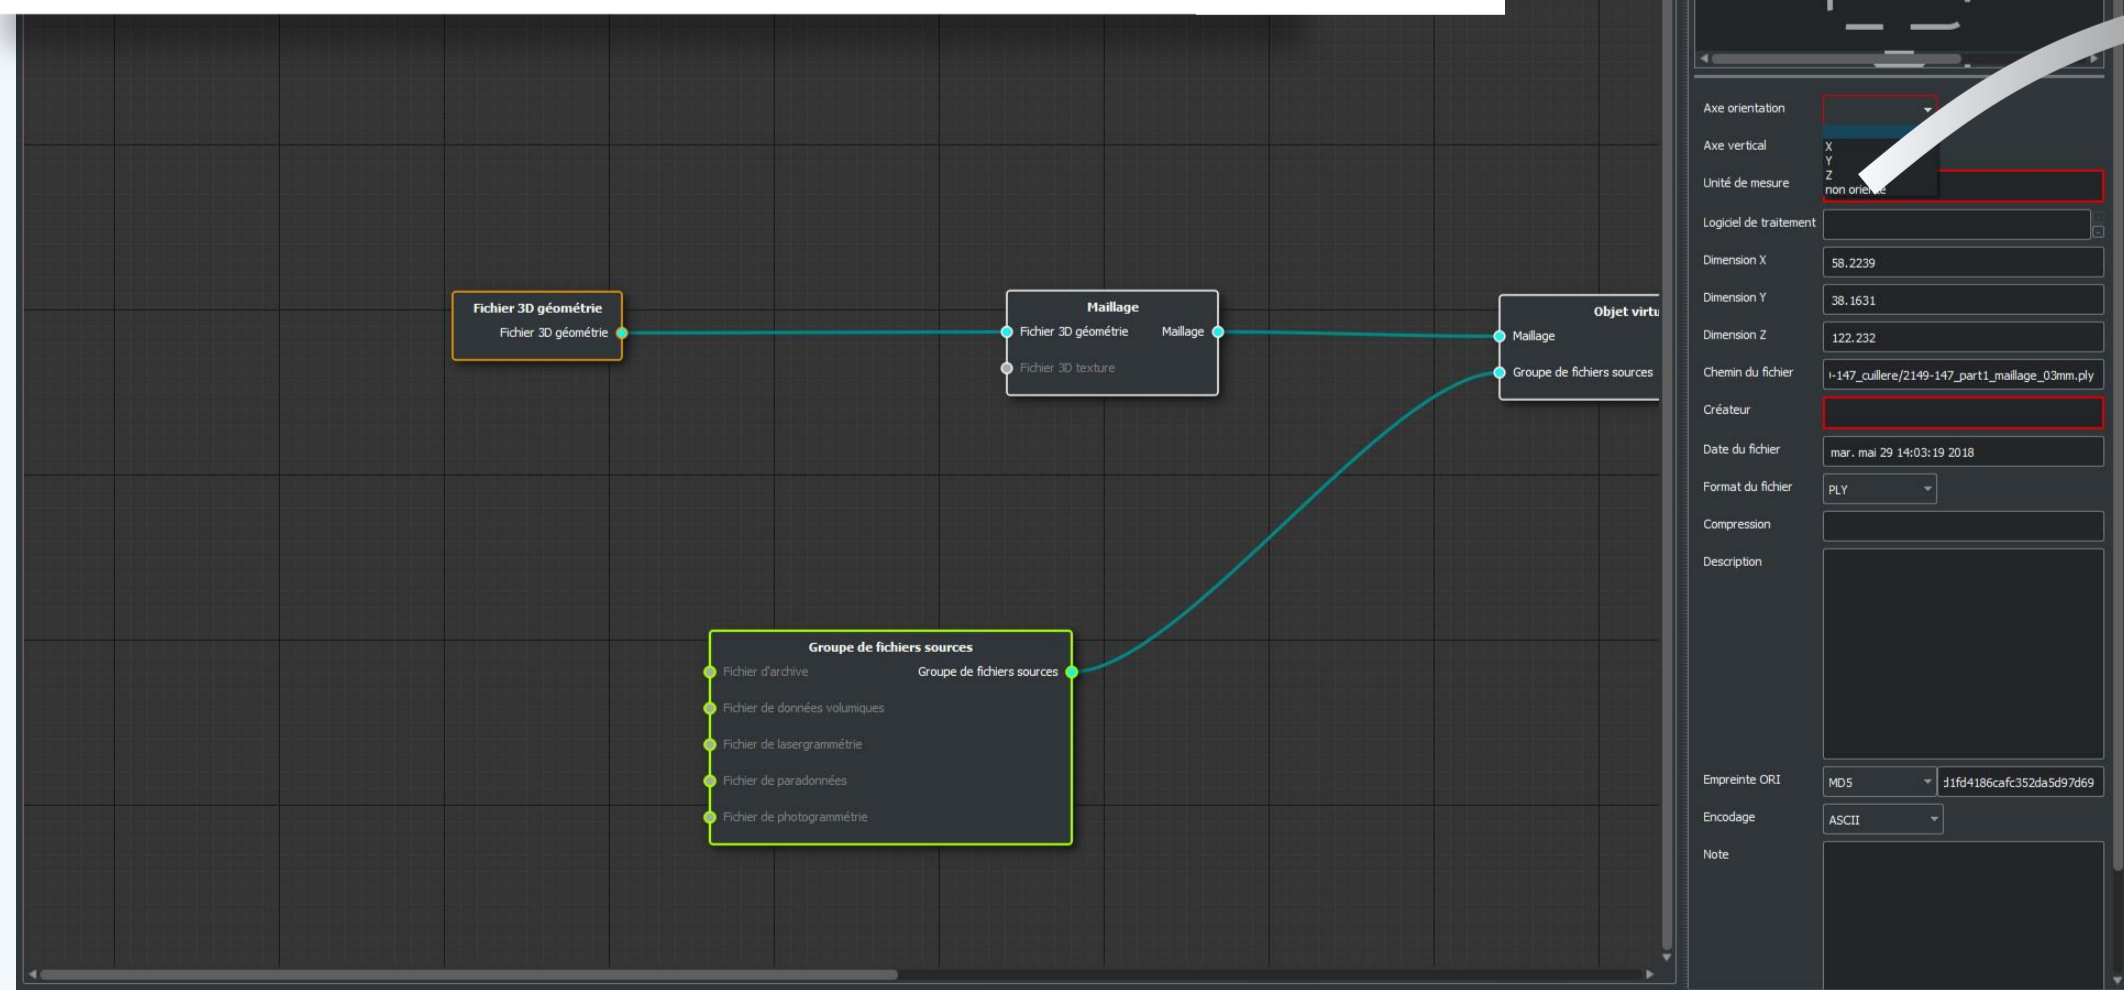 Fichier 3D géométrie
Fichier 3D géométrie
Maillage
Fichier 3D géométrie Maillage
Fichier 3D texture
Maillage
Groupe de fichiers sources
Groupe de fichiers sources
Fichier d'archive Groupe de fichiers sources
Fichier de données volumiques
Fichier de lasergrammétrie
Fichier de paradonnées
Fichier de photogrammétrie
Objet
Axe orientation
Axe vertical
X
Y
Z
non
Unité de mesure
Logiciel de traitement
Dimension X 58.2239
Dimension Y 38.1631
Dimension Z 122.232
Chemin du fichier -147_cuillere/2149-147_part1_maillage_03mm.ply
Créateur
Date du fichier mar. mai 29 14:03:19 2018
Format du fichier PLY
Compression
Description
Empreinte ORI MD5 d1fd4186cafc352da5d97d69
Encodage ASCII
Note